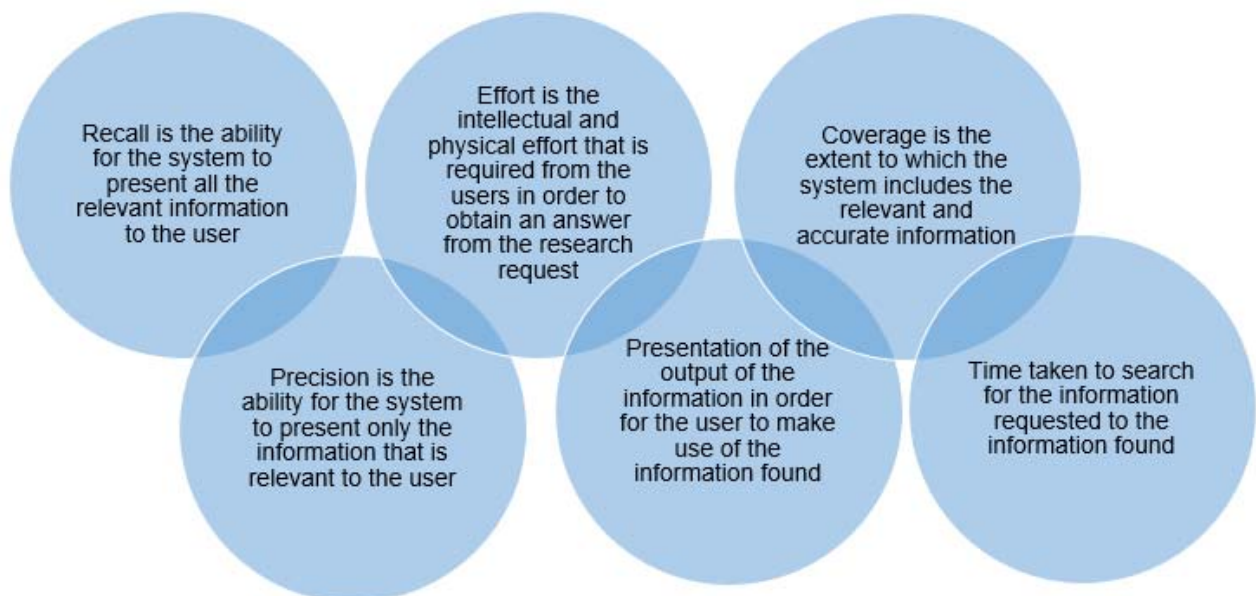 Recall is the ability
for the system to
present all the
relevant information
to the user
Precision is the
ability for the system
to present only the
information that is
relevant to the user
Effort is the
intellectual and
physical effort that is
required from the
users in order to
obtain an answer
from the research
request
Presentation of the
output of the
information in order
for the user to make
use of the
information found
Coverage is the
extent to which the
system includes the
relevant and
accurate information
Time taken to search
for the information
requested to the
information found